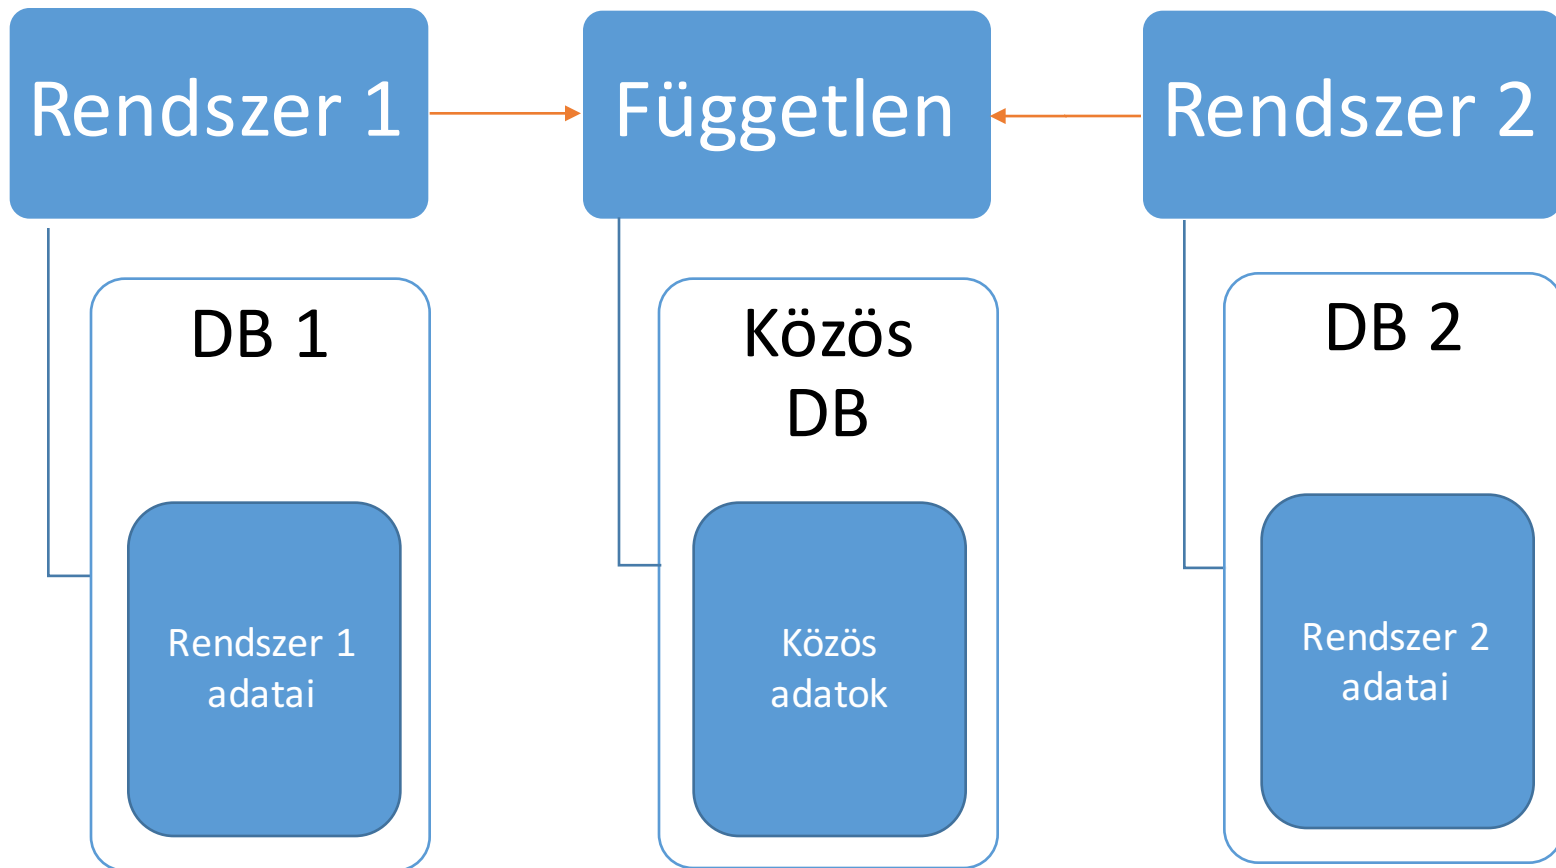 Rendszer 1
Független
Rendszer 2
DB 1
Közös
DB
DB 2
Rendszer 1
adatai
Közös
adatok
Rendszer 2
adatai